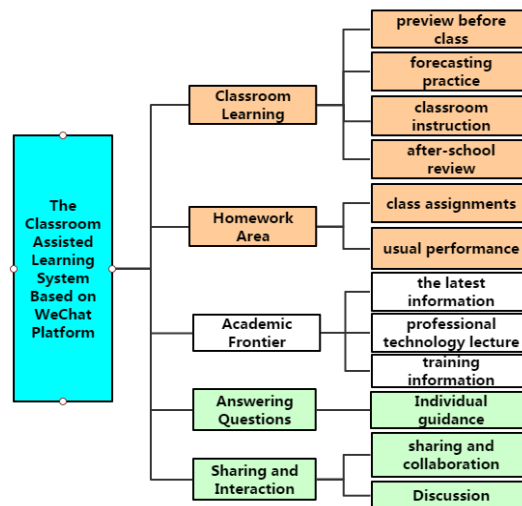 The
Classroom
Assisted
Learning
System
Based on
WeChat
Platform
Classroom
Learning
preview before
class
forecasting
practice
classroom
instruction
after-school
review
Homework
Area
class assignments
usual performance
Academic
Frontier
the latest
information
professional
technology lecture
training
information
Answering
Questions
Individual
guidance
Sharing and
Interaction
sharing and
collaboration
Discussion